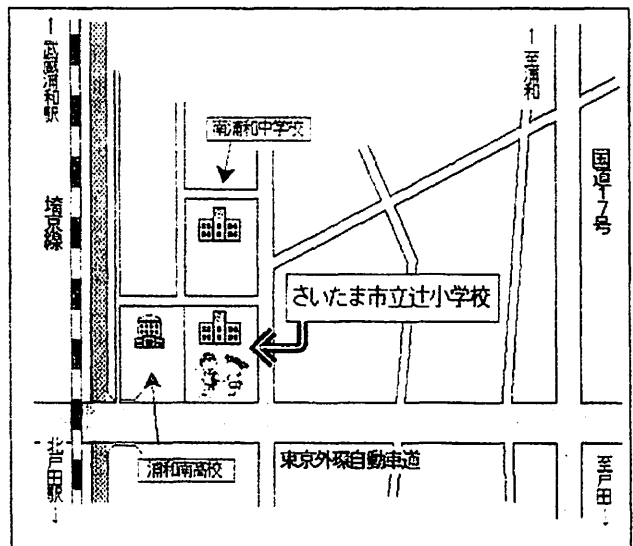 ↑武蔵浦和駅
↑至浦和
南浦和中学校
国道17号
埼京線
さいたま市立辻小学校
北戸田駅↓
浦和南高校
東京外環自動車道
至戸田↓